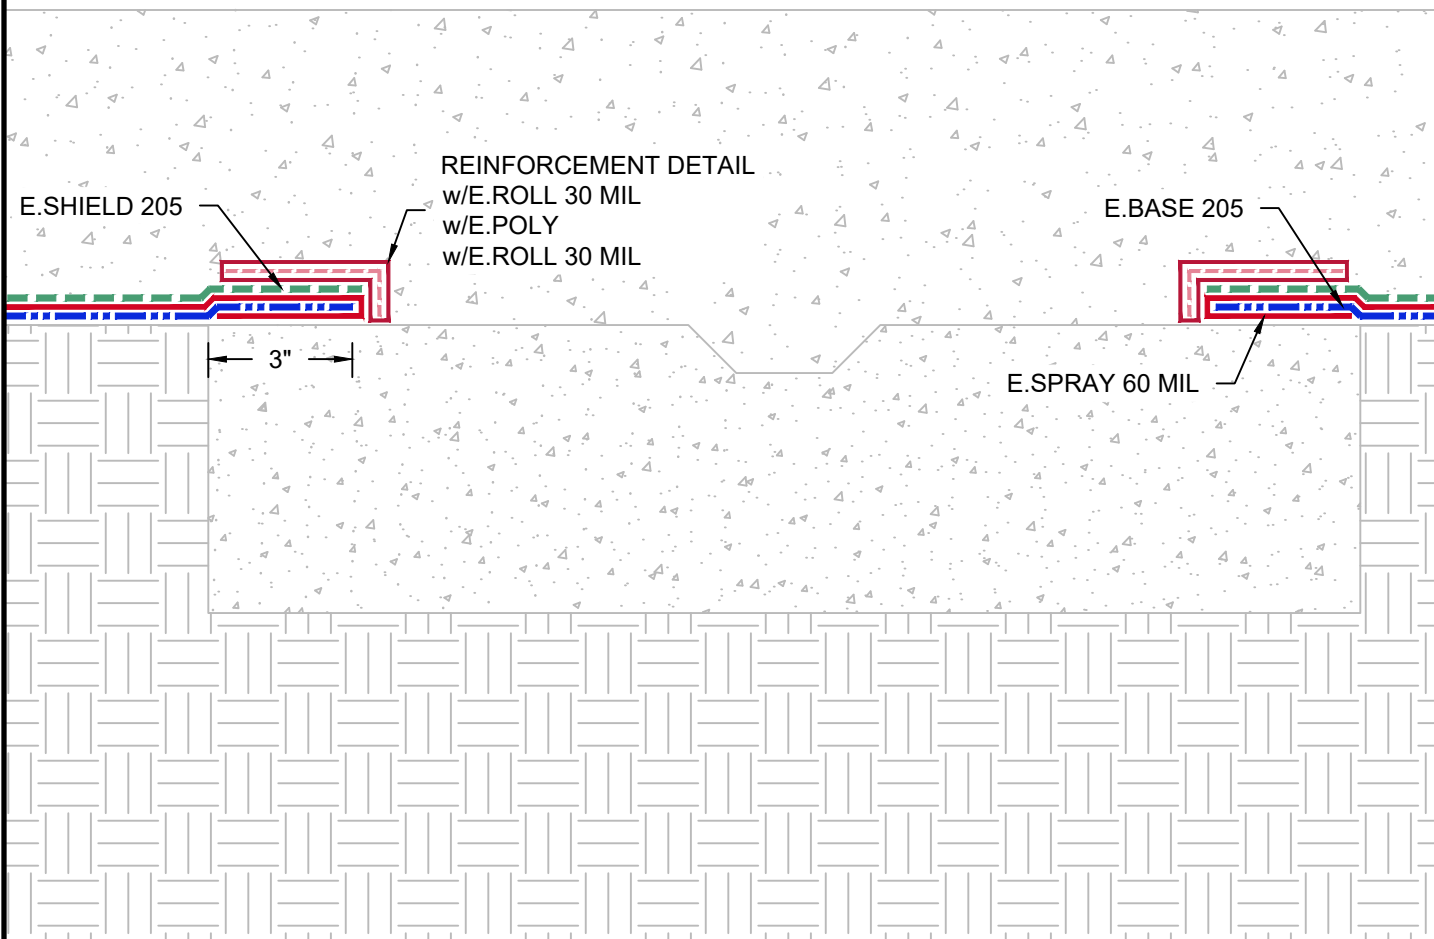 REINFORCEMENT DETAIL
w/E.ROLL 30 MIL
w/E.POLY
w/E.ROLL 30 MIL
E.SHIELD 205
E.BASE 205
3"
E.SPRAY 60 MIL